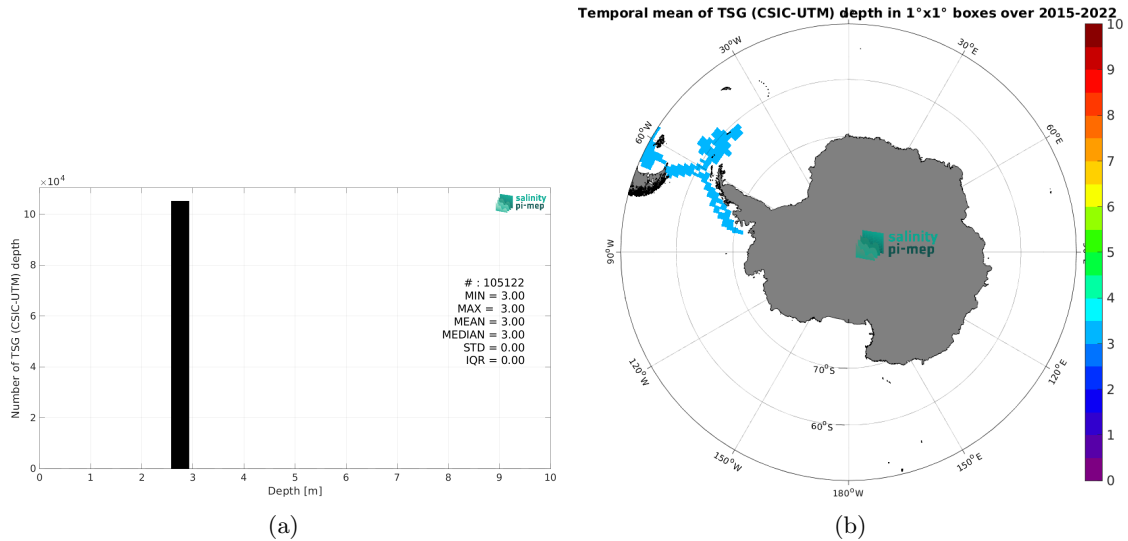 Temporal mean of TSG (CSIC-UTM) depth in 1°x1° boxes over 2015-2022
×10⁴
10
8
6
4
2
0
Number of TSG (CSIC-UTM) depth
0 1 2 3 4 5 6 7 8 9 10
Depth [m]
salinity
pi-mep
# : 105122
MIN = 3.00
MAX = 3.00
MEAN = 3.00
MEDIAN = 3.00
STD = 0.00
IQR = 0.00
(a)
30°W
30°E
60°W
60°E
90°W
120°W
120°E
150°W
150°E
180°W
70°S
60°S
salinity
pi-mep
10
9
8
7
6
5
4
3
2
1
0
(b)